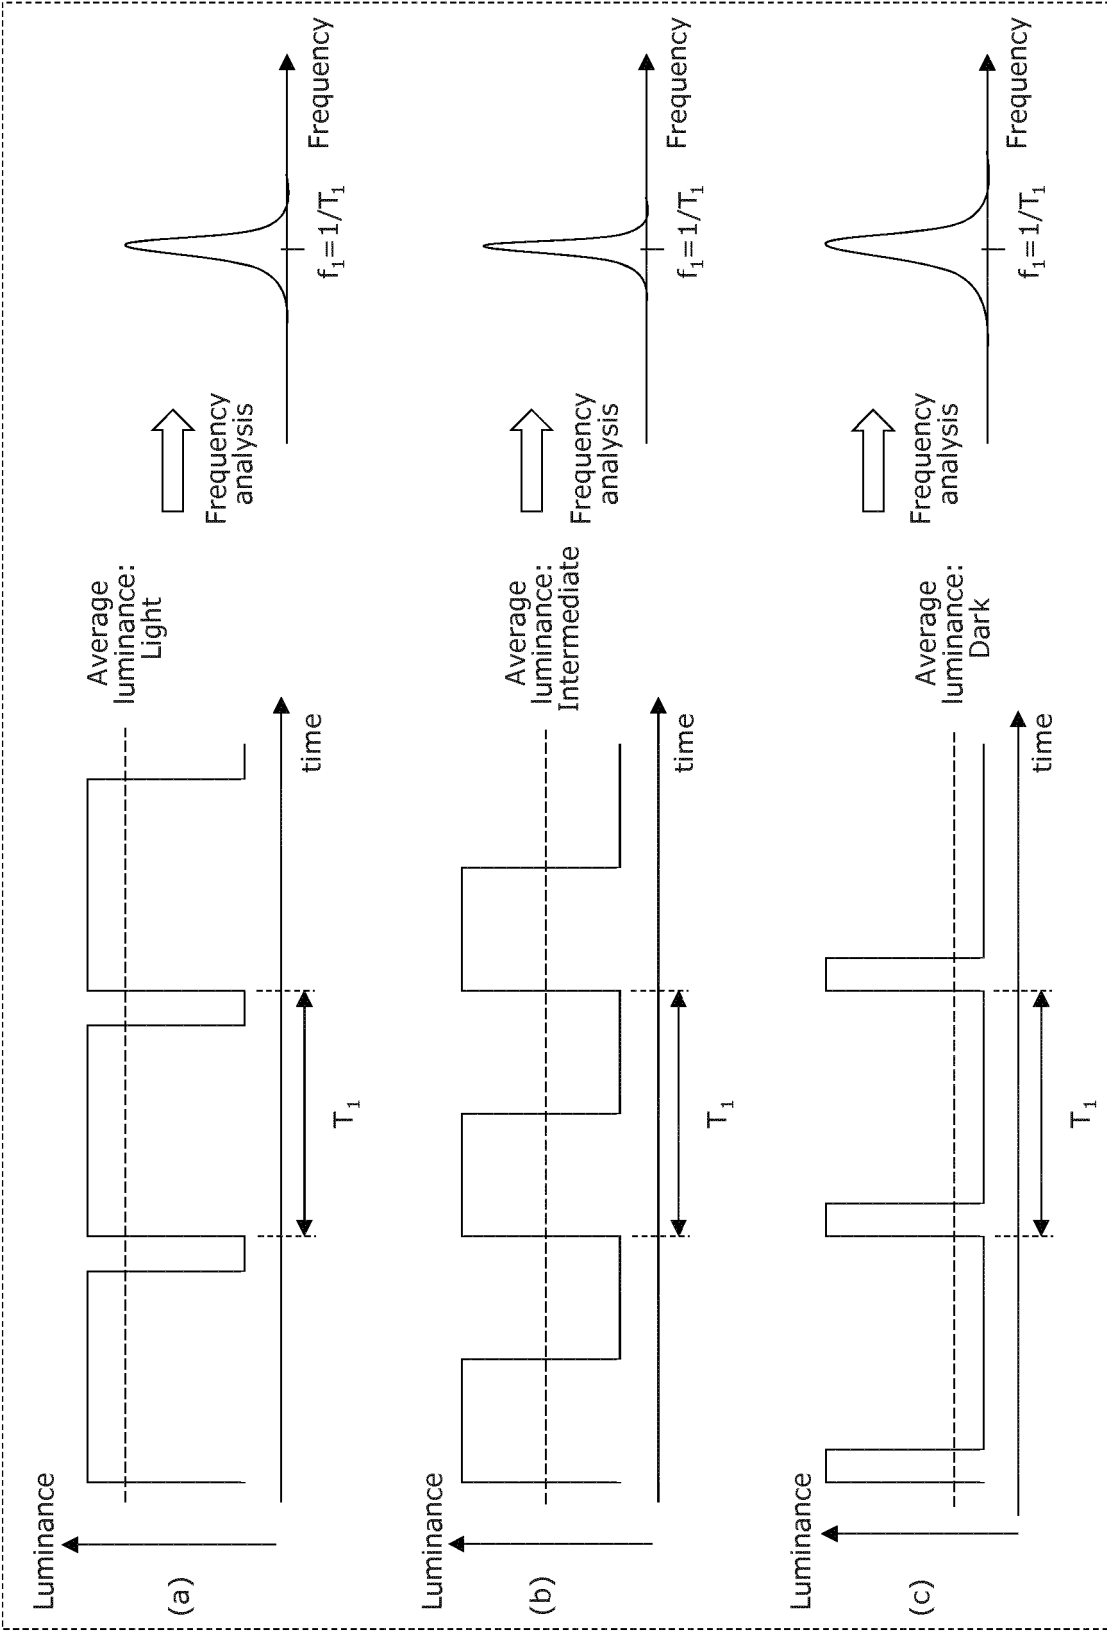 (a)
Luminance
Average
luminance:
Light
time
T1
Frequency
analysis
f1=1/T1
Frequency
(b)
Luminance
Average
luminance:
Intermediate
time
T1
Frequency
analysis
f1=1/T1
Frequency
(c)
Luminance
Average
luminance:
Dark
time
T1
Frequency
analysis
f1=1/T1
Frequency